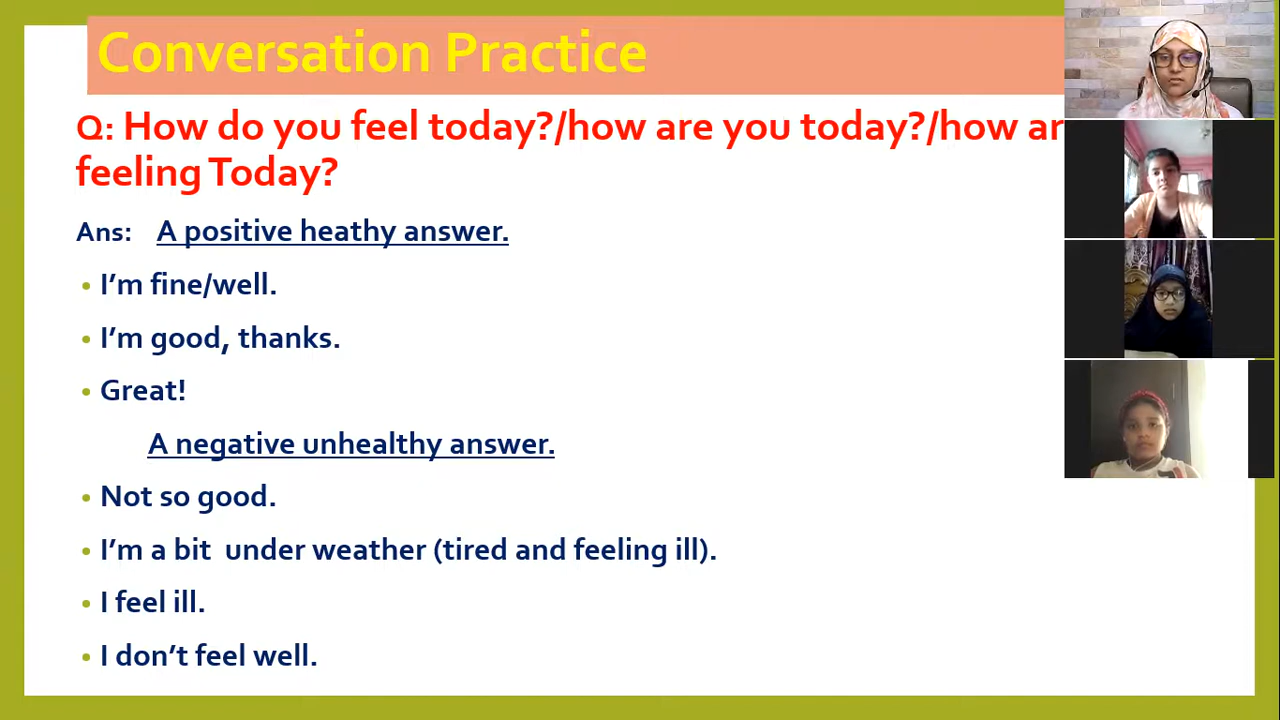 Conversation Practice
Q: How do you feel today?/how are you today?/how ar
feeling Today?
Ans: A positive heathy answer.
• I’m fine/well.
• I’m good, thanks.
• Great!
A negative unhealthy answer.
• Not so good.
• I’m a bit under weather (tired and feeling ill).
• I feel ill.
• I don’t feel well.